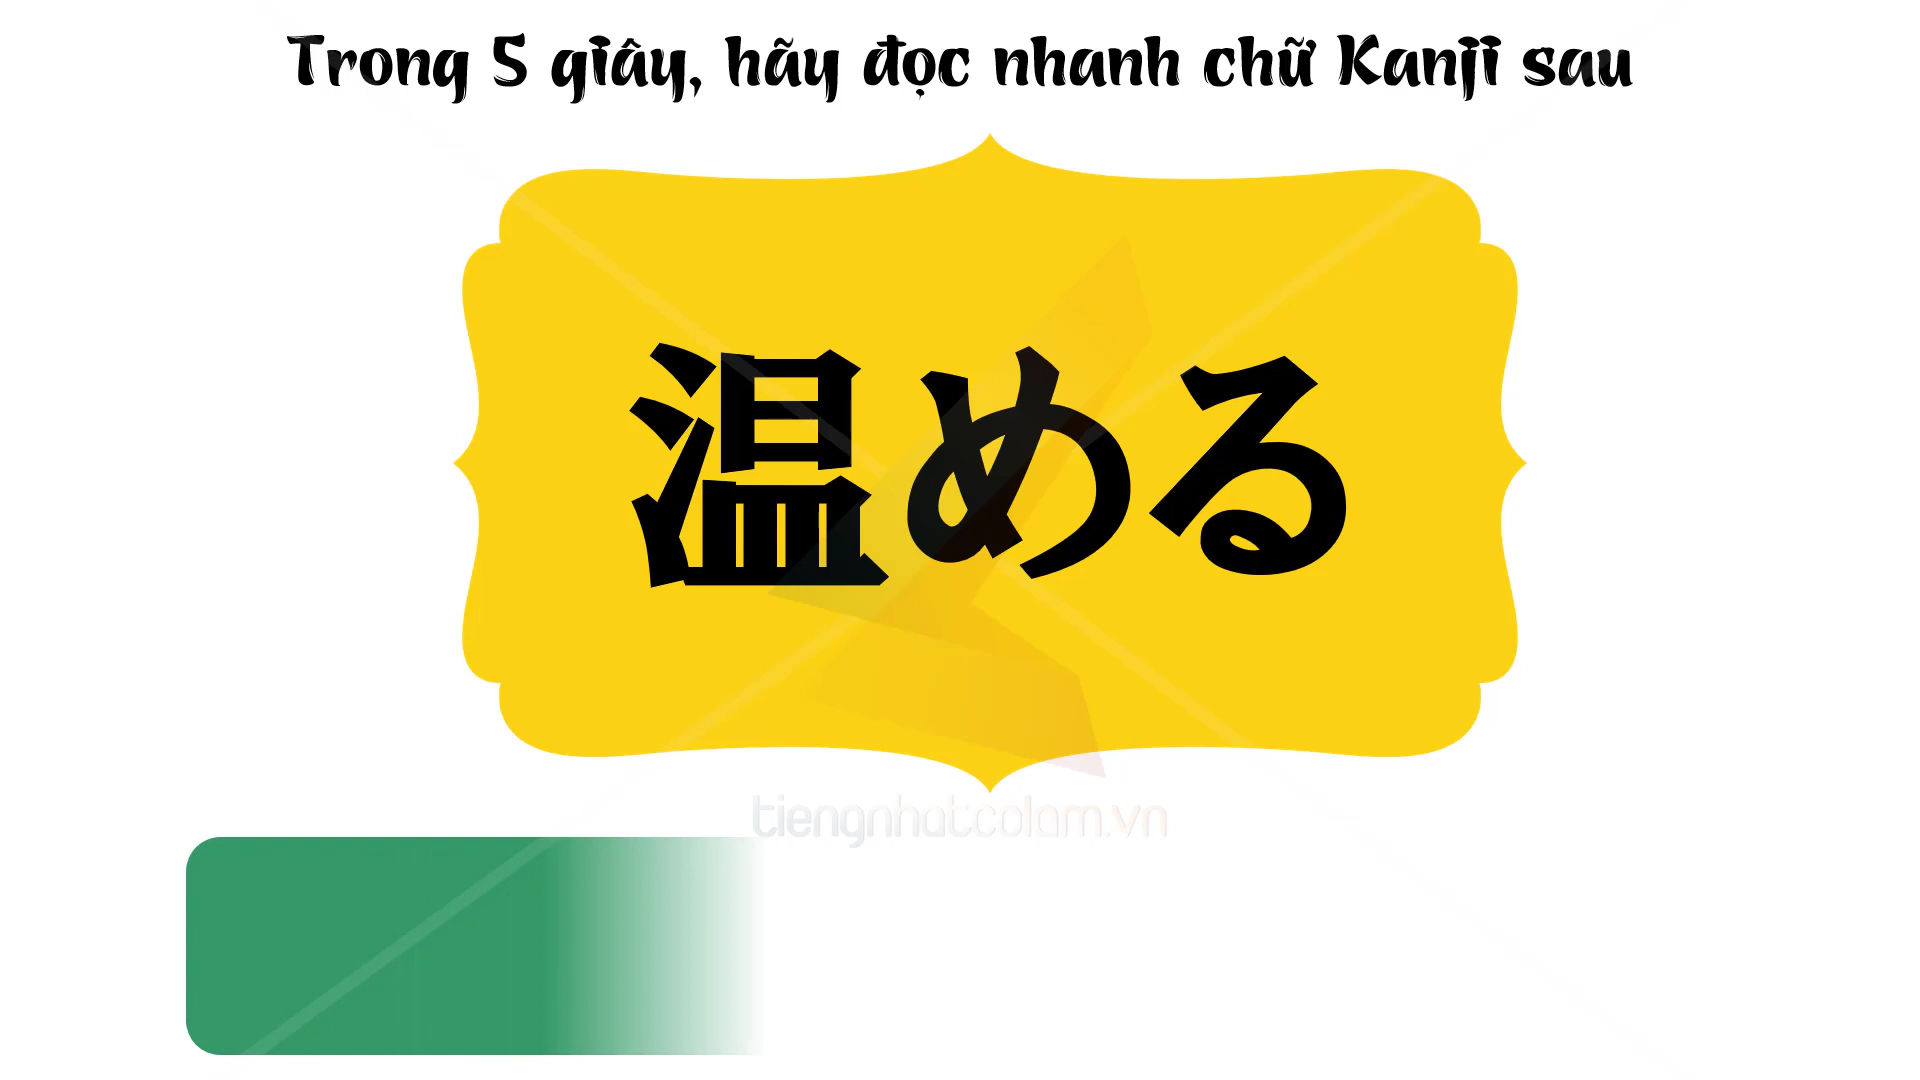 Trong 5 giây, hãy đọc nhanh chữ Kanji sau
温める
tiengnhatcolam.vn